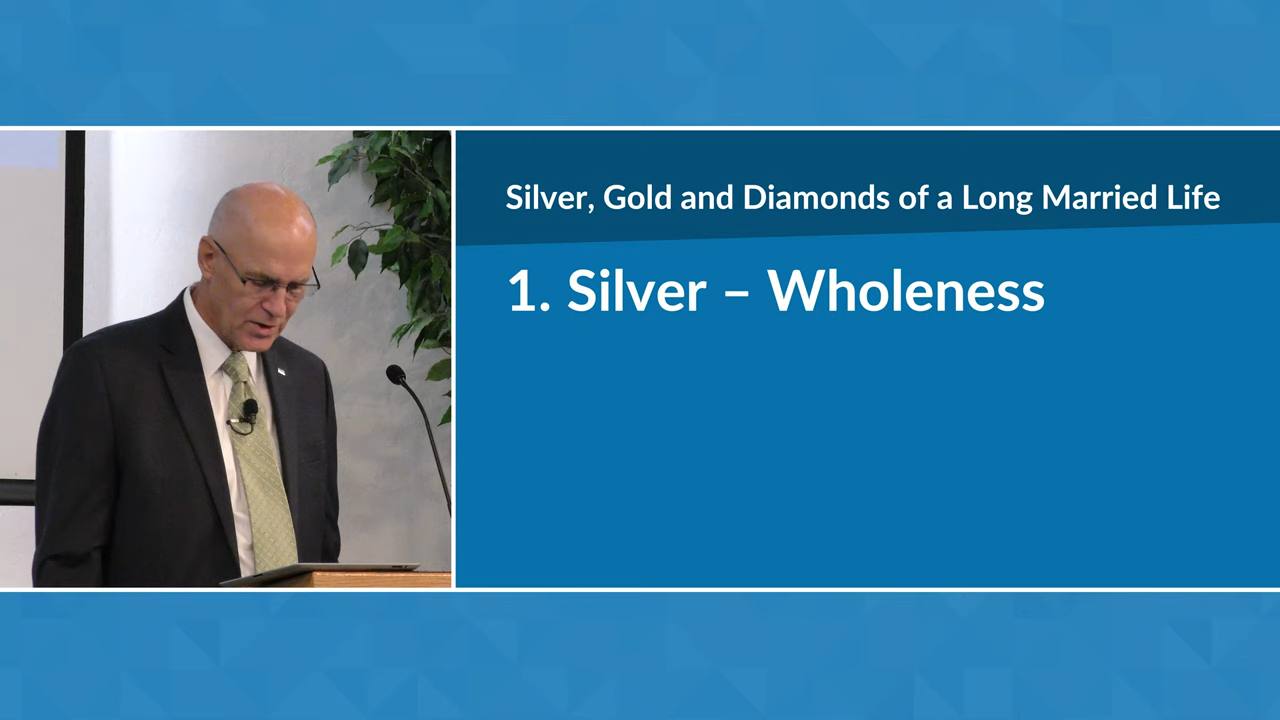 Silver, Gold and Diamonds of a Long Married Life
1. Silver – Wholeness